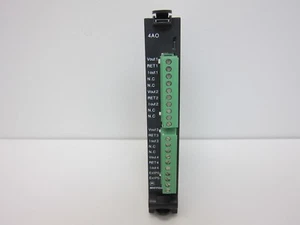 4AO
Vout1
RET1
Iout1
N.C
N.C
Vout2
RET2
Iout2
N.C
N.C
Vout3
RET3
Iout3
N.C
N.C
Vout4
RET4
Iout4